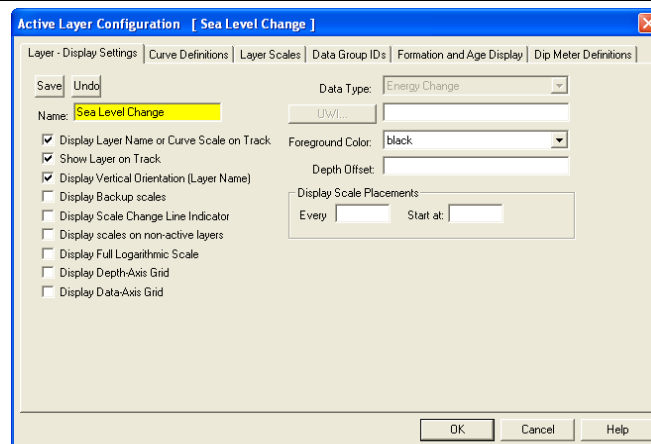 Active Layer Configuration [ Sea Level Change ]
Layer - Display Settings Curve Definitions Layer Scales Data Group IDs Formation and Age Display Dip Meter Definitions
Save Undo
Name: Sea Level Change
Display Layer Name or Curve Scale on Track
Show Layer on Track
Display Vertical Orientation (Layer Name)
Display Backup scales
Display Scale Change Line Indicator
Display scales on non-active layers
Display Full Logarithmic Scale
Display Depth-Axis Grid
Display Data-Axis Grid
Data Type: Energy Change
UWI...
Foreground Color: black
Depth Offset:
Display Scale Placements
Every Start at:
OK Cancel Help